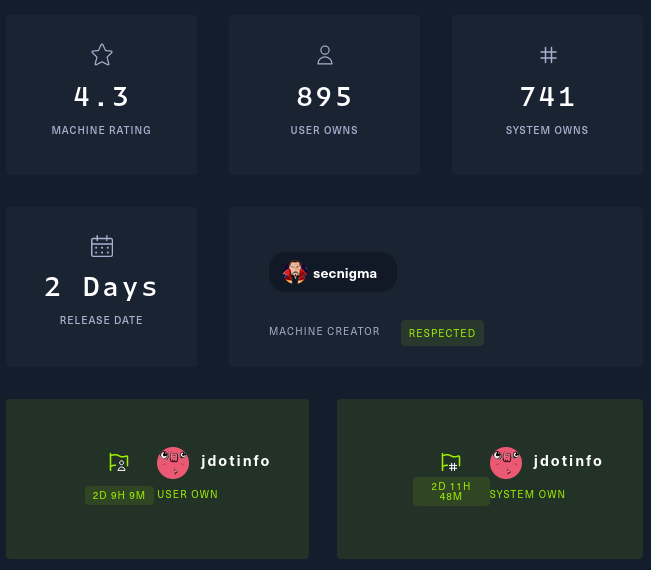 4.3
MACHINE RATING
895
USER OWNS
741
SYSTEM OWNS
2 Days
RELEASE DATE
secnigma
MACHINE CREATOR
RESPECTED
jdotinfo
2D 9H 9M
USER OWN
jdotinfo
2D 11H
48M
SYSTEM OWN